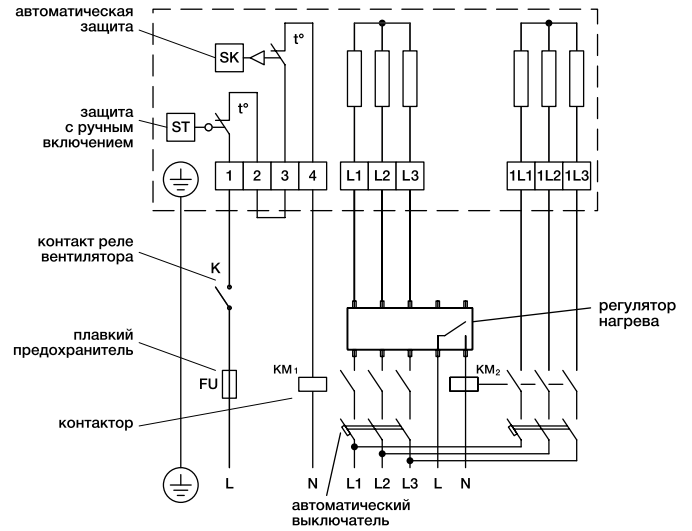 автоматическая
защита
SK
t°
защита
с ручным
включением
ST
t°
1 2 3 4 L1 L2 L3 1L1 1L2 1L3
контакт реле
вентилятора
K
регулятор
нагрева
плавкий
предохранитель
FU
KM1
KM2
контактор
L N L1 L2 L3 L N
автоматический
выключатель